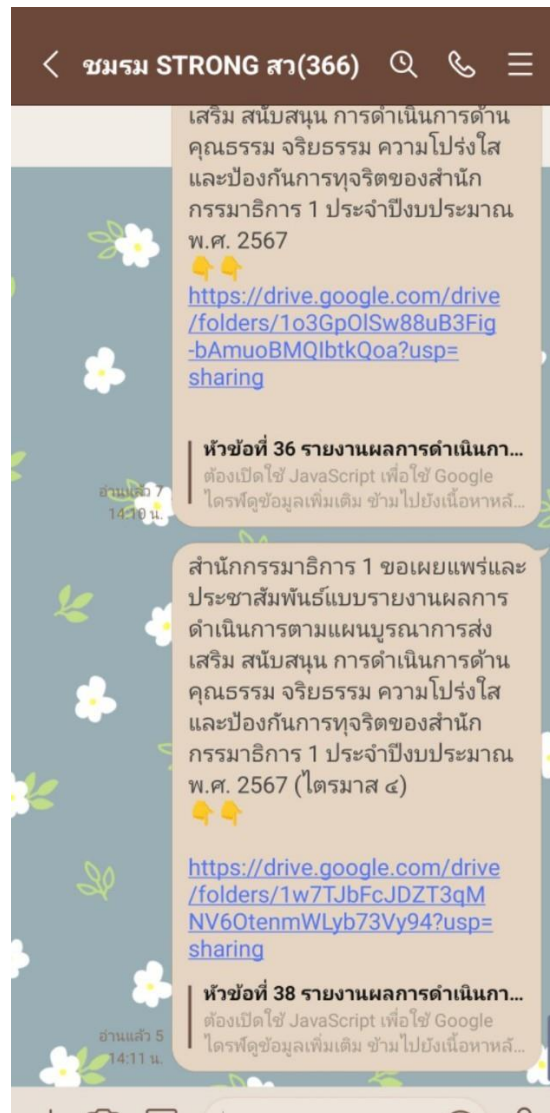 ชมรม STRONG สว(366)
เสริม สนับสนุน การดำเนินการด้าน
คุณธรรม จริยธรรม ความโปร่งใส
และป้องกันการทุจริตของสำนัก
กรรมาธิการ 1 ประจำปีงบประมาณ
พ.ศ. 2567
👇👇
https://drive.google.com/drive
/folders/1o3GpOlSw88uB3Fig
-bAmuoBMQIbtkQoa?usp=
sharing
หัวข้อที่ 36 รายงานผลการดำเนินกา...
ต้องเปิดใช้ JavaScript เพื่อใช้ Google
ไดรฟ์ดูข้อมูลเพิ่มเติม ข้ามไปยังเนื้อหาหลั...
อ่านแล้ว 7
14:10 น.
สำนักกรรมาธิการ 1 ขอเผยแพร่และ
ประชาสัมพันธ์แบบรายงานผลการ
ดำเนินการตามแผนบูรณาการส่ง
เสริม สนับสนุน การดำเนินการด้าน
คุณธรรม จริยธรรม ความโปร่งใส
และป้องกันการทุจริตของสำนัก
กรรมาธิการ 1 ประจำปีงบประมาณ
พ.ศ. 2567 (ไตรมาส ๔)
👇👇
https://drive.google.com/drive
/folders/1w7TJbFcJDZT3qM
NV6OtenmWLyb73Vy94?usp=
sharing
หัวข้อที่ 38 รายงานผลการดำเนินกา...
ต้องเปิดใช้ JavaScript เพื่อใช้ Google
ไดรฟ์ดูข้อมูลเพิ่มเติม ข้ามไปยังเนื้อหาหลั...
อ่านแล้ว 5
14:11 น.